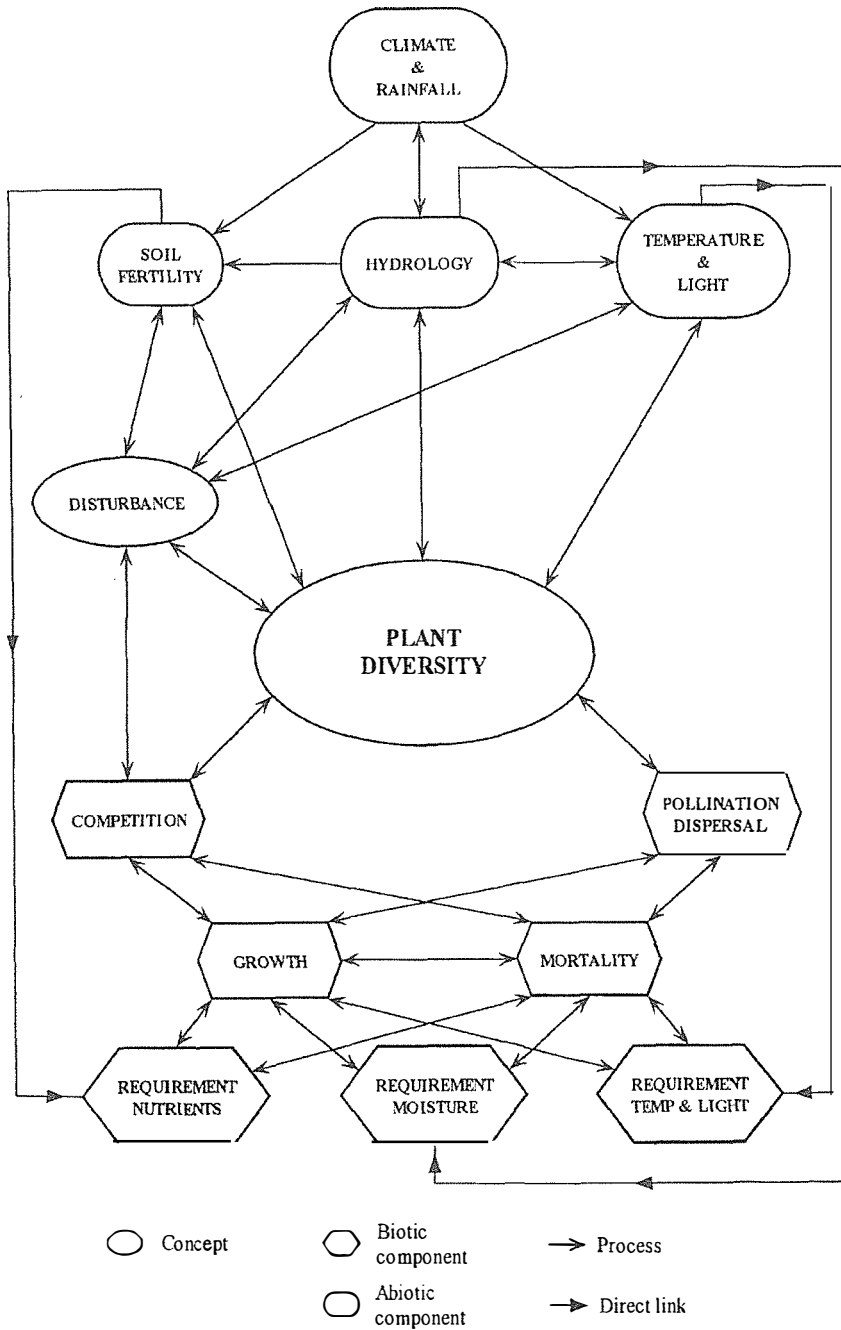 CLIMATE
&
RAINFALL
SOIL
FERTILITY
HYDROLOGY
TEMPERATURE
&
LIGHT
DISTURBANCE
PLANT
DIVERSITY
COMPETITION
POLLINATION
DISPERSAL
GROWTH
MORTALITY
REQUIREMENT
NUTRIENTS
REQUIREMENT
MOISTURE
REQUIREMENT
TEMP & LIGHT
Concept
Biotic
component
Process
Abiotic
component
Direct link